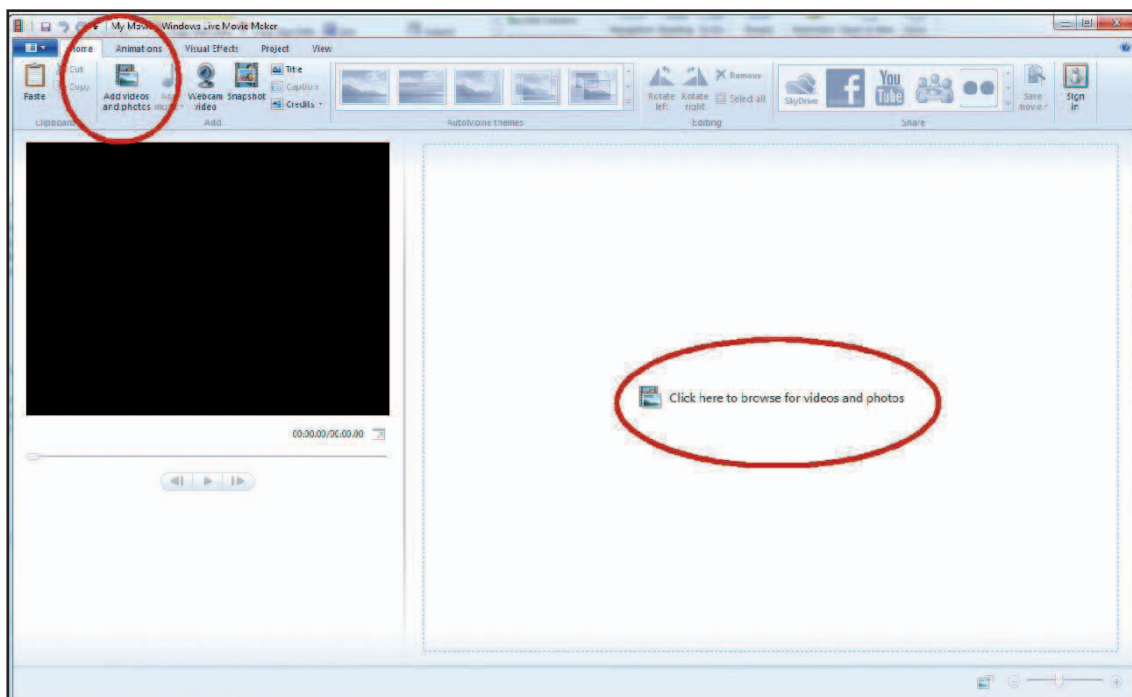 My Movie - Windows Live Movie Maker
Home Animations Visual Effects Project View
Paste
Cut
Copy
Clipboard
Add videos
and photos
Add
music
Webcam
video
Snapshot
Title
Caption
Credits
Add
AutoMovie themes
Rotate
left
Rotate
right
Remove
Select all
Editing
SkyDrive
f
You
Tube
Share
Save
movie
Sign
in
Click here to browse for videos and photos
00:00.00/00:00.00